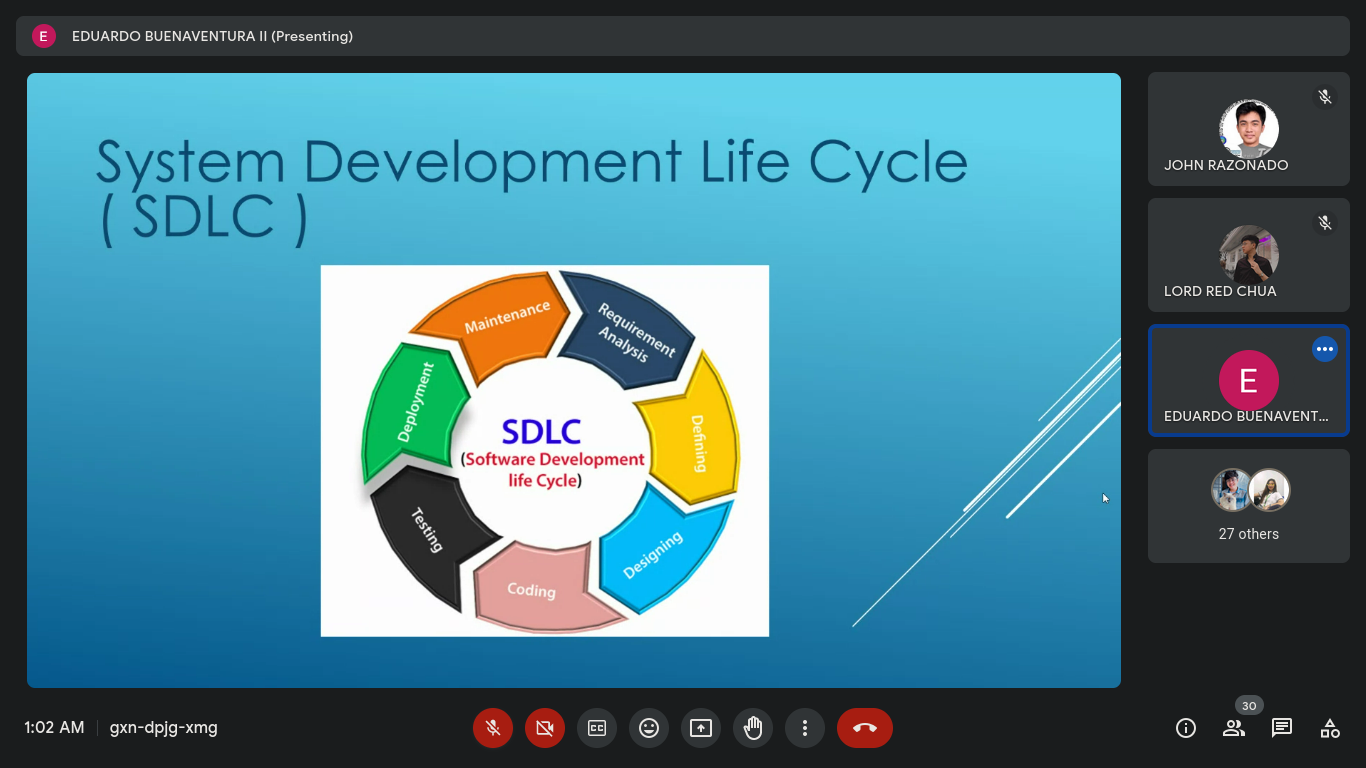 E
EDUARDO BUENAVENTURA II (Presenting)
System Development Life Cycle
( SDLC )
Maintenance
Requirement
Analysis
Defining
Designing
Coding
Testing
Deployment
SDLC
(Software Development
life Cycle)
JOHN RAZONADO
LORD RED CHUA
E
EDUARDO BUENAVENT...
27 others
1:02 AM
gxn-dpjg-xmg
CC
30